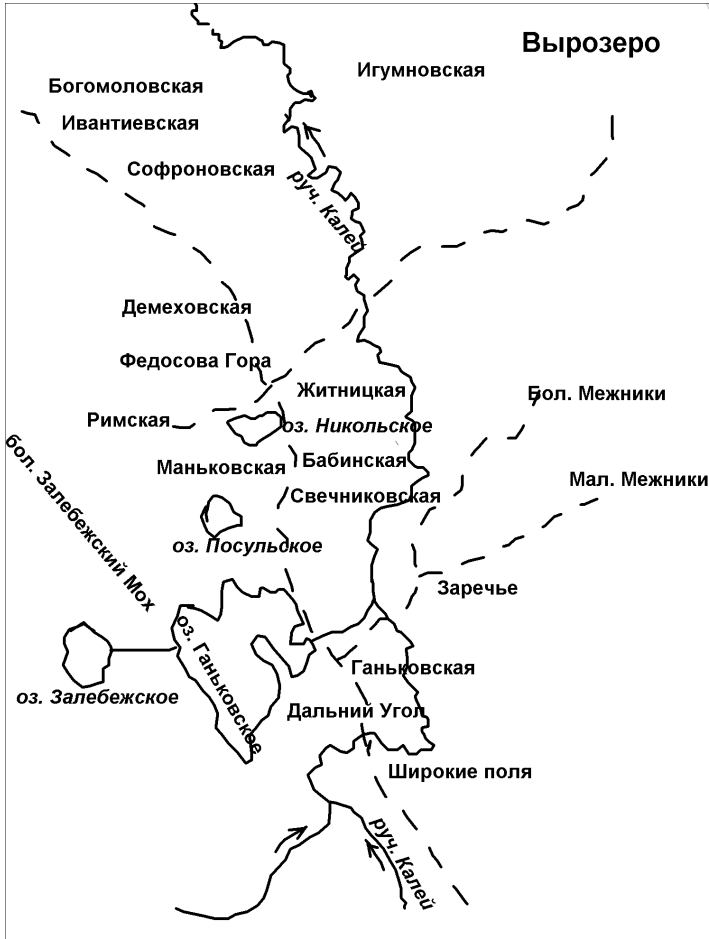 Вырозеро
Игумновская
Богомоловская
Ивантиевская
Софроновская
руч. Калей
Демеховская
Федосова Гора
Житницкая
Бол. Межники
Римская
оз. Никольское
бол. Залебежский Мох
Маньковская
Бабинская
Мал. Межники
Свечниковская
оз. Посульское
Заречье
оз. Ганьковское
Ганьковская
оз. Залебежское
Дальний Угол
Широкие поля
руч. Калей